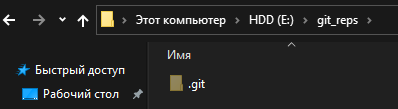 Этот компьютер > HDD (E:) > git_reps >
Имя
Быстрый доступ
.git
Рабочий стол